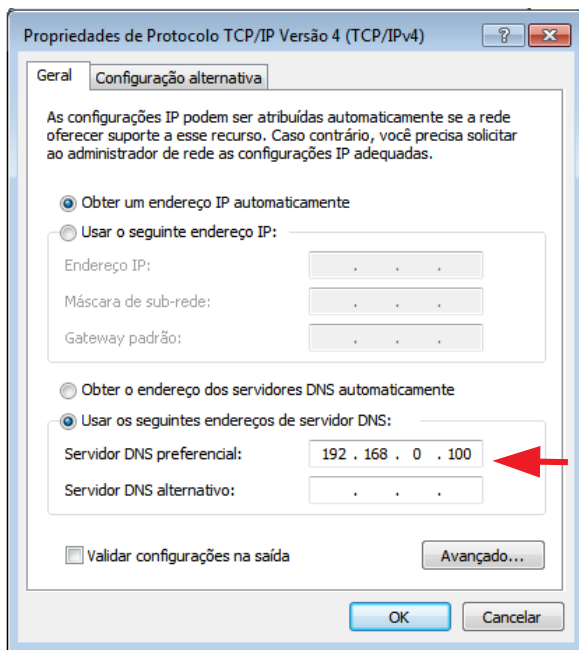 Propriedades de Protocolo TCP/IP Versão 4 (TCP/IPv4)
Geral
Configuração alternativa
As configurações IP podem ser atribuídas automaticamente se a rede
oferecer suporte a esse recurso. Caso contrário, você precisa solicitar
ao administrador de rede as configurações IP adequadas.
Obter um endereço IP automaticamente
Usar o seguinte endereço IP:
Endereço IP: . . .
Máscara de sub-rede: . . .
Gateway padrão: . . .
Obter o endereço dos servidores DNS automaticamente
Usar os seguintes endereços de servidor DNS:
Servidor DNS preferencial: 192 . 168 . 0 . 100
Servidor DNS alternativo: . . .
Validar configurações na saída
Avançado...
OK
Cancelar